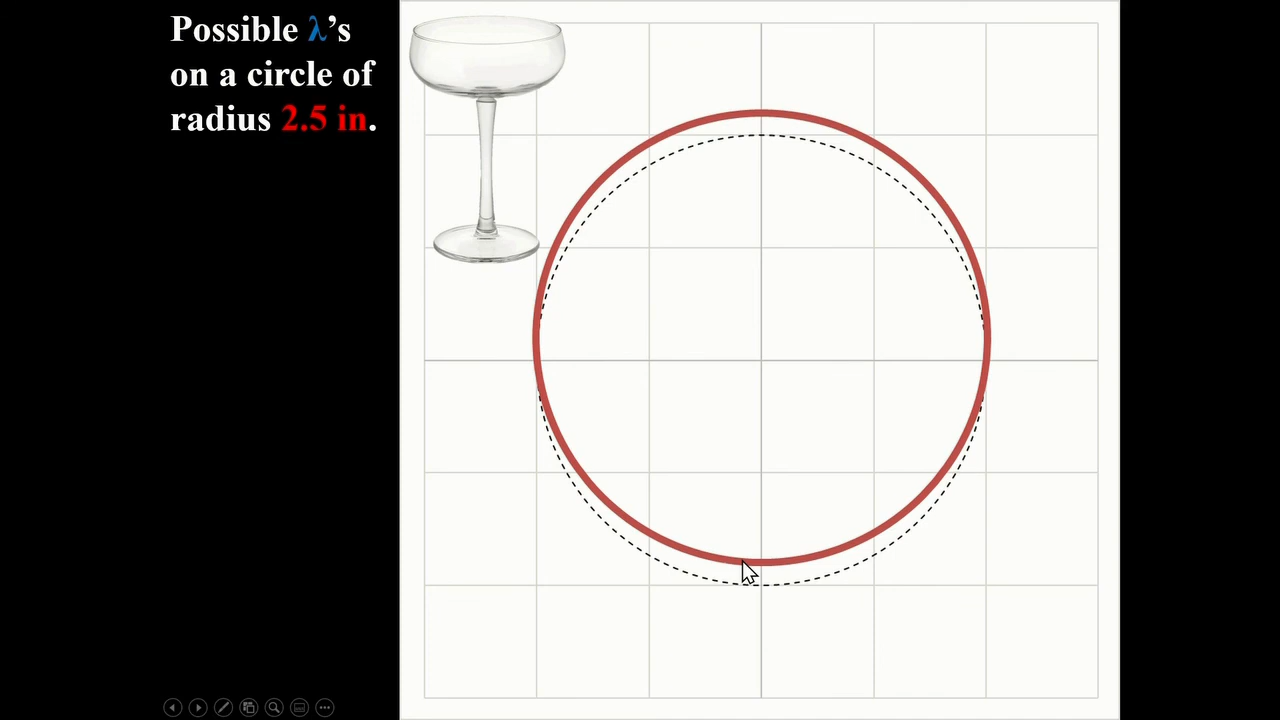 Possible λ's
on a circle of
radius 2.5 in.